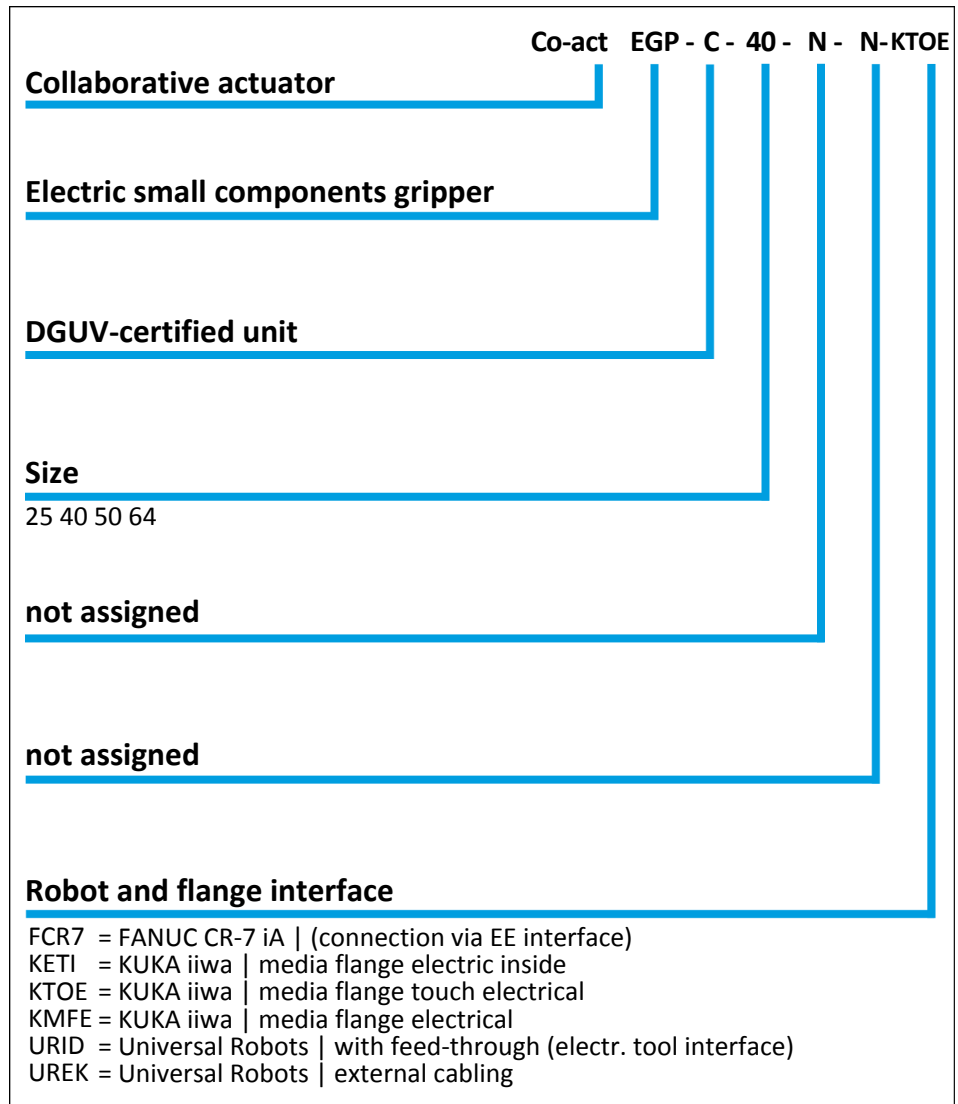 Co-act EGP - C - 40 - N - N-KTOE
Collaborative actuator
Electric small components gripper
DGUV-certified unit
Size
25 40 50 64
not assigned
not assigned
Robot and flange interface
FCR7 = FANUC CR-7 iA | (connection via EE interface)
KETI = KUKA iiwa | media flange electric inside
KTOE = KUKA iiwa | media flange touch electrical
KMFE = KUKA iiwa | media flange electrical
URID = Universal Robots | with feed-through (electr. tool interface)
UREK = Universal Robots | external cabling